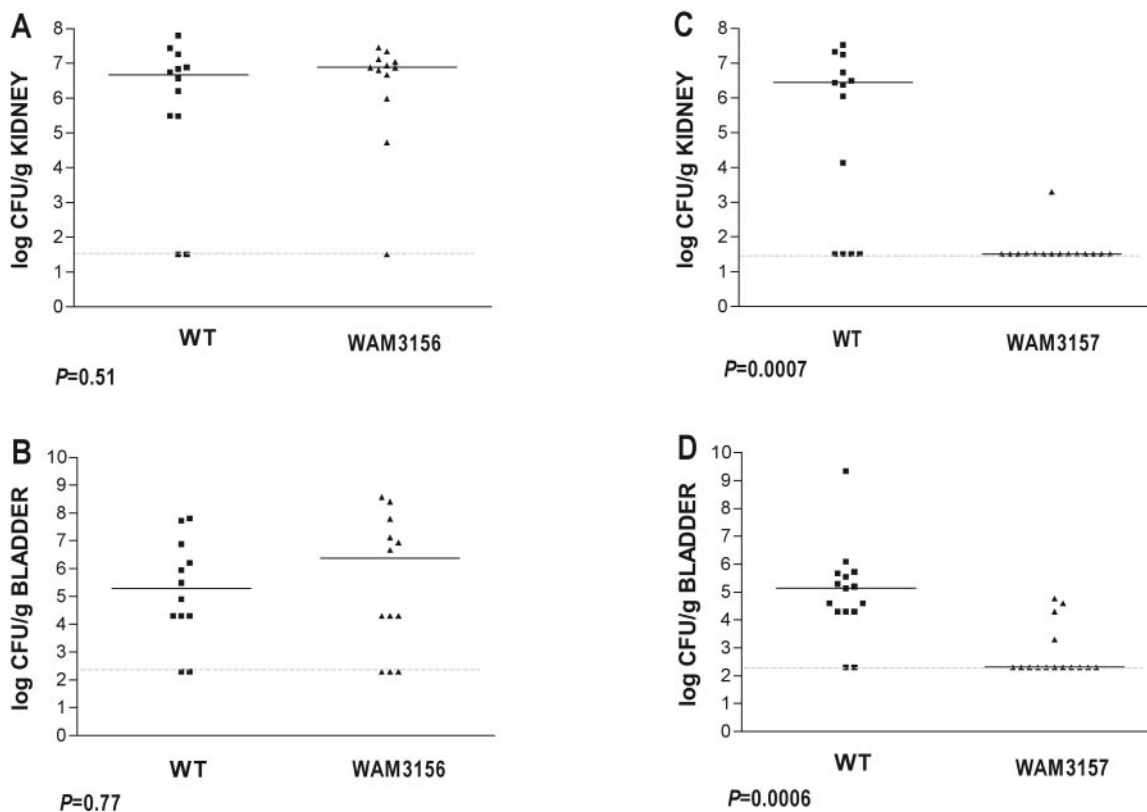 A
log CFU/g KIDNEY
8
7
6
5
4
3
2
1
0
WT WAM3156
P=0.51
C
log CFU/g KIDNEY
8
7
6
5
4
3
2
1
0
WT WAM3157
P=0.0007
B
log CFU/g BLADDER
10
9
8
7
6
5
4
3
2
1
0
WT WAM3156
P=0.77
D
log CFU/g BLADDER
10
9
8
7
6
5
4
3
2
1
0
WT WAM3157
P=0.0006